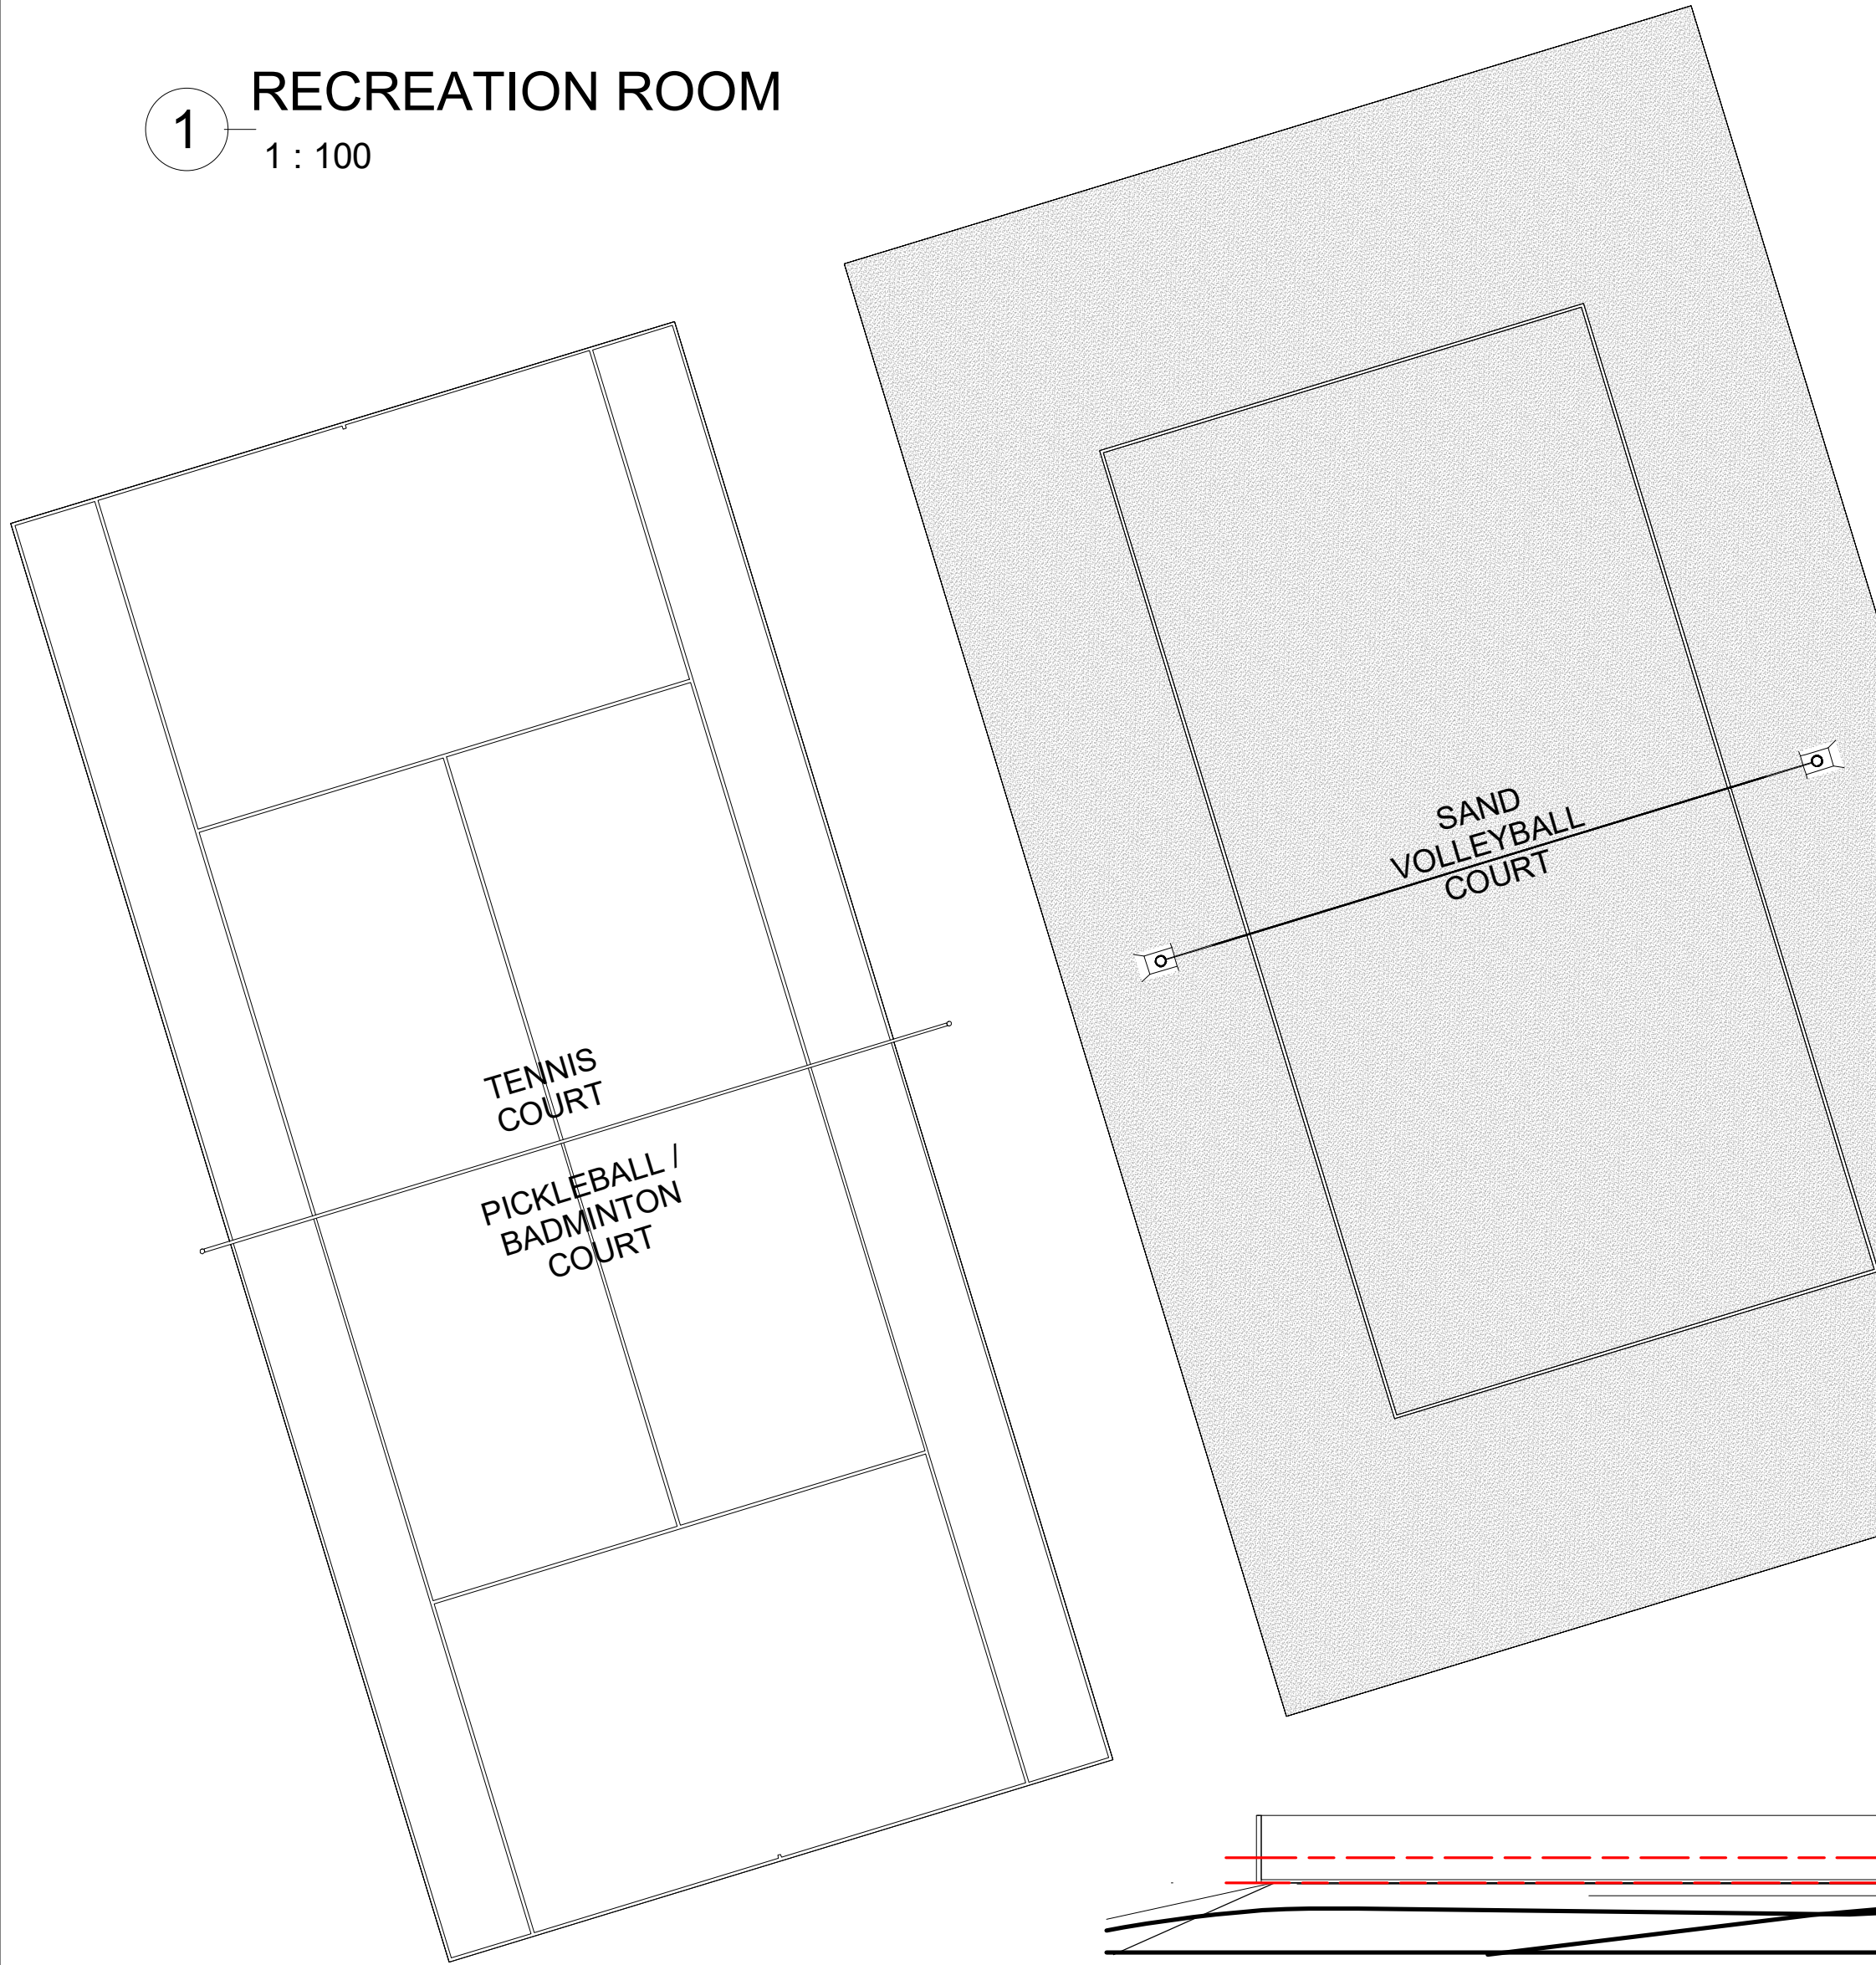 1
RECREATION ROOM
1 : 100
TENNIS
COURT
PICKLEBALL /
BADMINTON
COURT
SAND
VOLLEYBALL
COURT